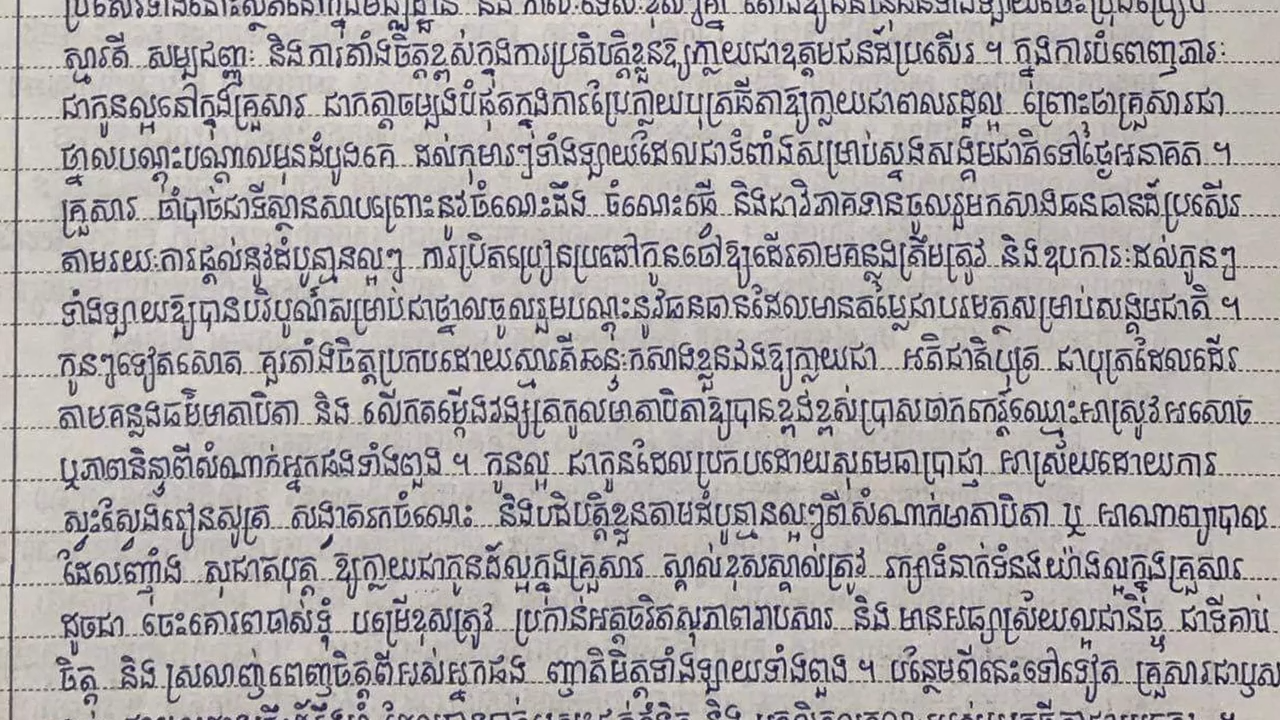 ស្មារតី សម្បជញ្ញៈ និងការតាំងចិត្តខ្ពស់ក្នុងការប្រតិបត្តិខ្លួនឱ្យក្លាយជាឧត្តមជនដ៏ប្រសើរ ។ ក្នុងការបំពេញភារៈ
ជាកូនល្អនៅក្នុងគ្រួសារ ជាកត្តាចម្បងបំផុតក្នុងការប្រែក្លាយបុត្រធីតាឱ្យក្លាយជាពលរដ្ឋល្អ ព្រោះថាគ្រួសារជា
ថ្នាលបណ្ដុះបណ្ដាលមុនដំបូងគេ ដល់កុមារៗទាំងឡាយដែលជាទំពាំងសម្រាប់ស្នងសង្គមជាតិទៅថ្ងៃអនាគត ។
គ្រួសារ ចាំបាច់ជាទីស្ថានសាបព្រោះនូវចំណេះដឹង ចំណេះធ្វើ និងជាវិភាគទានចូលរួមកសាងធនធានដ៏ប្រសើរ
តាមរយៈការផ្ដល់នូវដំបូន្មានល្អៗ ការប្រិតប្រៀនប្រដៅកូនចៅឱ្យដើរតាមគន្លងត្រឹមត្រូវ និងឧបការៈដល់កូនៗ
ទាំងឡាយឱ្យបានបរិបូណ៌សម្រាប់ជាថ្នាលចូលរួមបណ្ដុះនូវធនធានដែលមានតម្លៃជាបរមត្ថសម្រាប់សង្គមជាតិ ។
កូនៗទៀតសោត គួរតាំងចិត្តប្រកបដោយស្មារតីឆន្ទៈកសាងខ្លួនឯងឱ្យក្លាយជា អតិជាតិបុត្រ ជាបុត្រដែលដើរ
តាមគន្លងធម៌មាតាបិតា និង លើកតម្កើងវង្សត្រកូលមាតាបិតាឱ្យបានខ្ពង់ខ្ពស់ប្រាសចាកកេរ្តិ៍ឈ្មោះអាស្រូវអសោច
ឬភាពនិន្ទាពីសំណាក់អ្នកផងទាំងពួង ។ កូនល្អ ជាកូនដែលប្រកបដោយសុមេធាប្រាជ្ញា អាស្រ័យដោយការ
ស្វះស្វែងរៀនសូត្រ សង្វាតរកចំណេះ និងបដិបត្តិខ្លួនតាមដំបូន្មានល្អៗពីសំណាក់មាតាបិតា ឬ អាណាព្យាបាល
ដែលញ៉ាំង សុជាតបុត្ត ឱ្យក្លាយជាកូនដ៏ល្អក្នុងគ្រួសារ ស្គាល់ខុសស្គាល់ត្រូវ រក្សាទំនាក់ទំនងយ៉ាងល្អក្នុងគ្រួសារ
ដូចជា ចេះគោរពចាស់ទុំ បម្រើខុសត្រូវ ប្រកាន់អត្តចរិតសុភាពរាបសារ និង មានអធ្យាស្រ័យល្អជានិច្ច ជាទីគាប់
ចិត្ត និង ស្រលាញ់ពេញចិត្តពីអស់អ្នកផង ញាតិមិត្តទាំងឡាយទាំងពួង ។ បន្ថែមពីនេះទៅទៀត គ្រួសារជាឫស